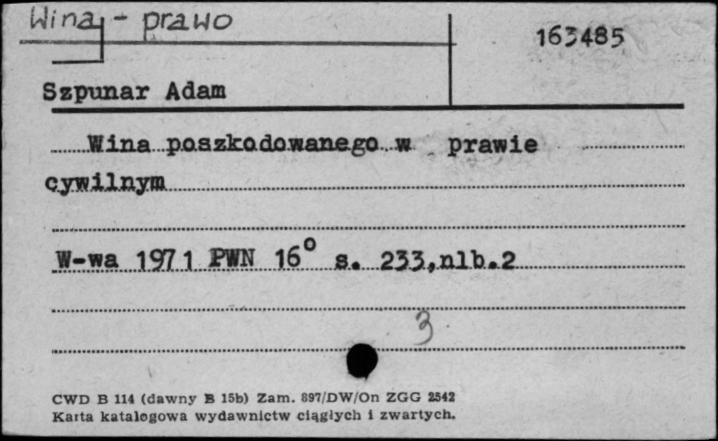 Wina - prawo
163485
Szpunar Adam
Wina poszkodowanego w prawie
cywilnym
W-wa 1971 PWN 16° s. 233,nlb.2
3
CWD B 114 (dawny B 15b) Zam. 897/DW/On ZGG 2542
Karta katalogowa wydawnictw ciągłych i zwartych.